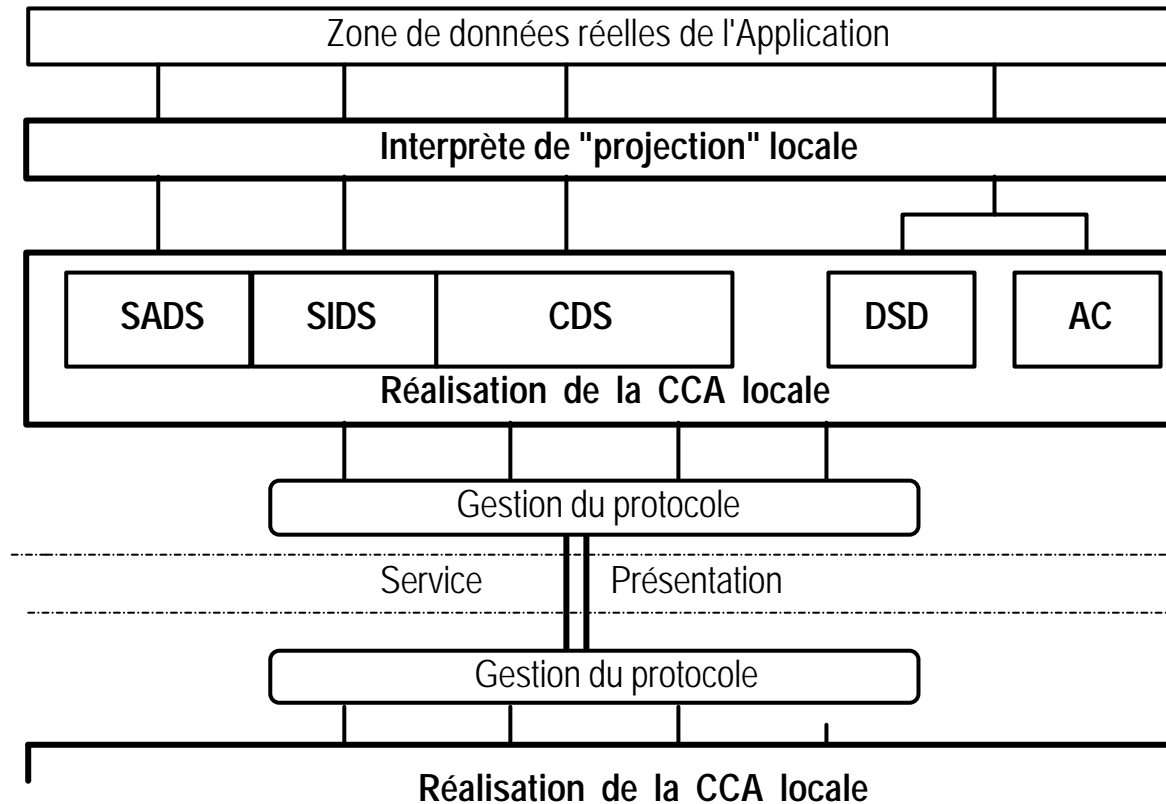 Zone de données réelles de l'Application
Interprète de "projection" locale
SADS SIDS CDS DSD AC
Réalisation de la CCA locale
Gestion du protocole
Service Présentation
Gestion du protocole
Réalisation de la CCA locale